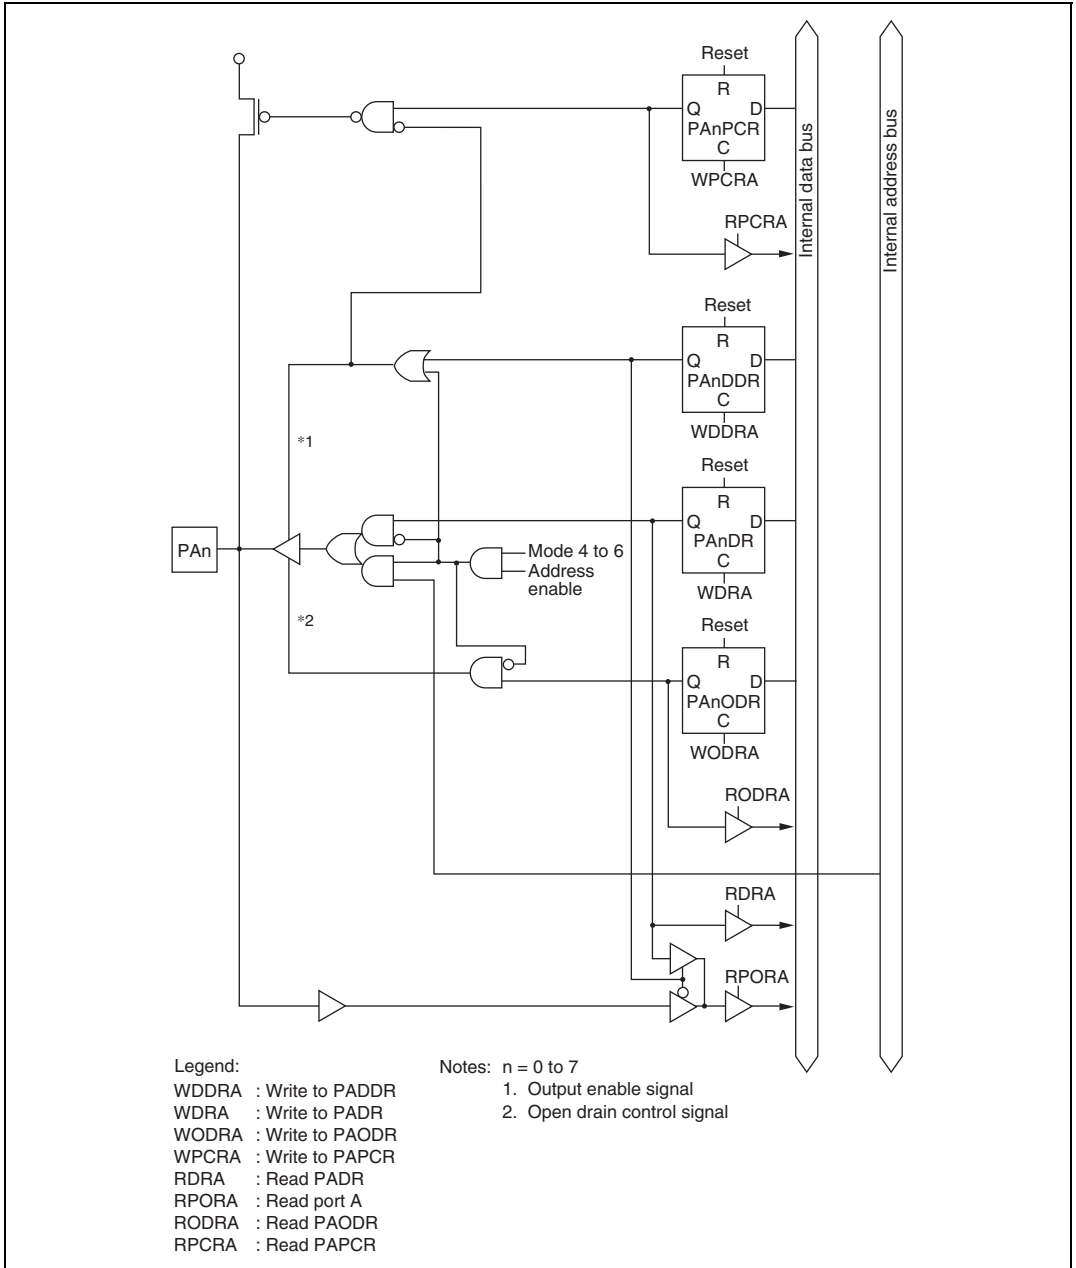 Reset
R
Q D
PAnPCR
C
WPCRA
RPCRA
Internal data bus
Internal address bus
Reset
R
Q D
PAnDDR
C
WDDRA
*1
Reset
R
Q D
PAnDR
C
WDRA
PAn
Mode 4 to 6
Address
enable
*2
Reset
R
Q D
PAnODR
C
WODRA
RODRA
RDRA
RPORA
Legend:
WDDRA : Write to PADDR
WDRA : Write to PADR
WODRA : Write to PAODR
WPCRA : Write to PAPCR
RDRA : Read PADR
RPORA : Read port A
RODRA : Read PAODR
RPCRA : Read PAPCR
Notes: n = 0 to 7
1. Output enable signal
2. Open drain control signal